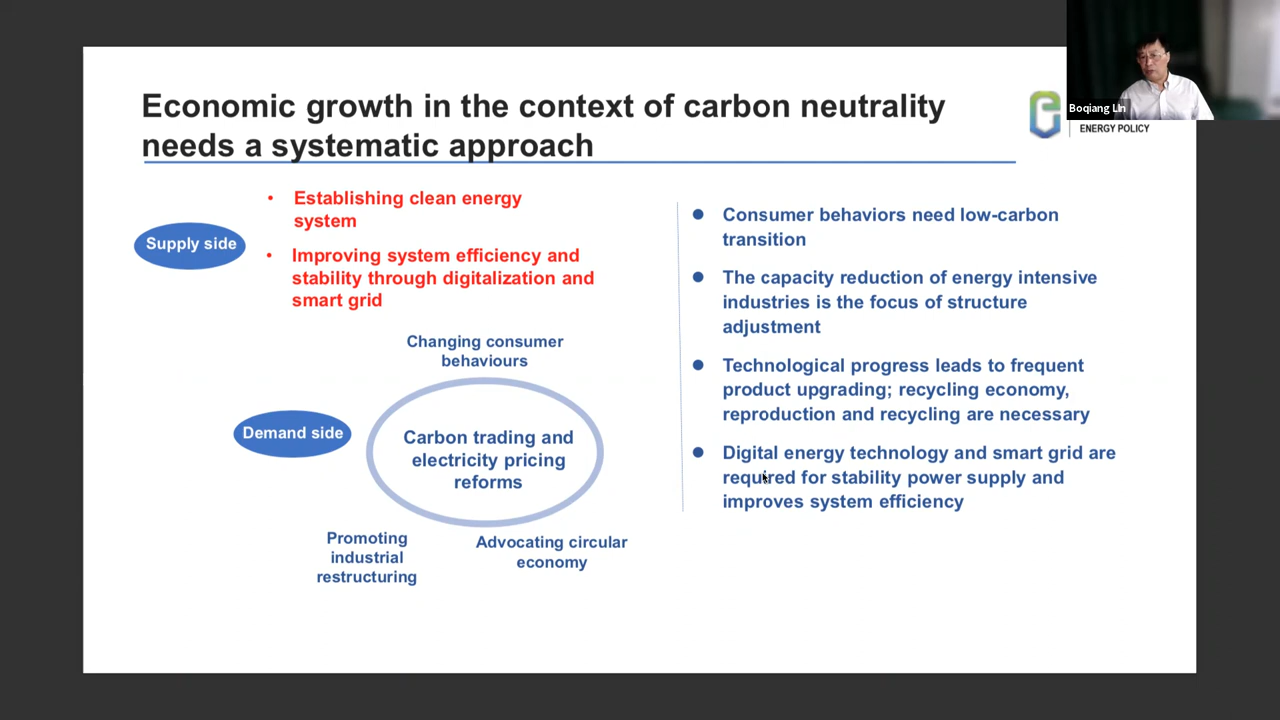 Economic growth in the context of carbon neutrality
needs a systematic approach
Boqiang Lin
ENERGY POLICY
Supply side
• Establishing clean energy
system
• Improving system efficiency and
stability through digitalization and
smart grid
Changing consumer
behaviours
Demand side
Carbon trading and
electricity pricing
reforms
Promoting
industrial
restructuring
Advocating circular
economy
● Consumer behaviors need low-carbon
transition
● The capacity reduction of energy intensive
industries is the focus of structure
adjustment
● Technological progress leads to frequent
product upgrading; recycling economy,
reproduction and recycling are necessary
● Digital energy technology and smart grid are
required for stability power supply and
improves system efficiency